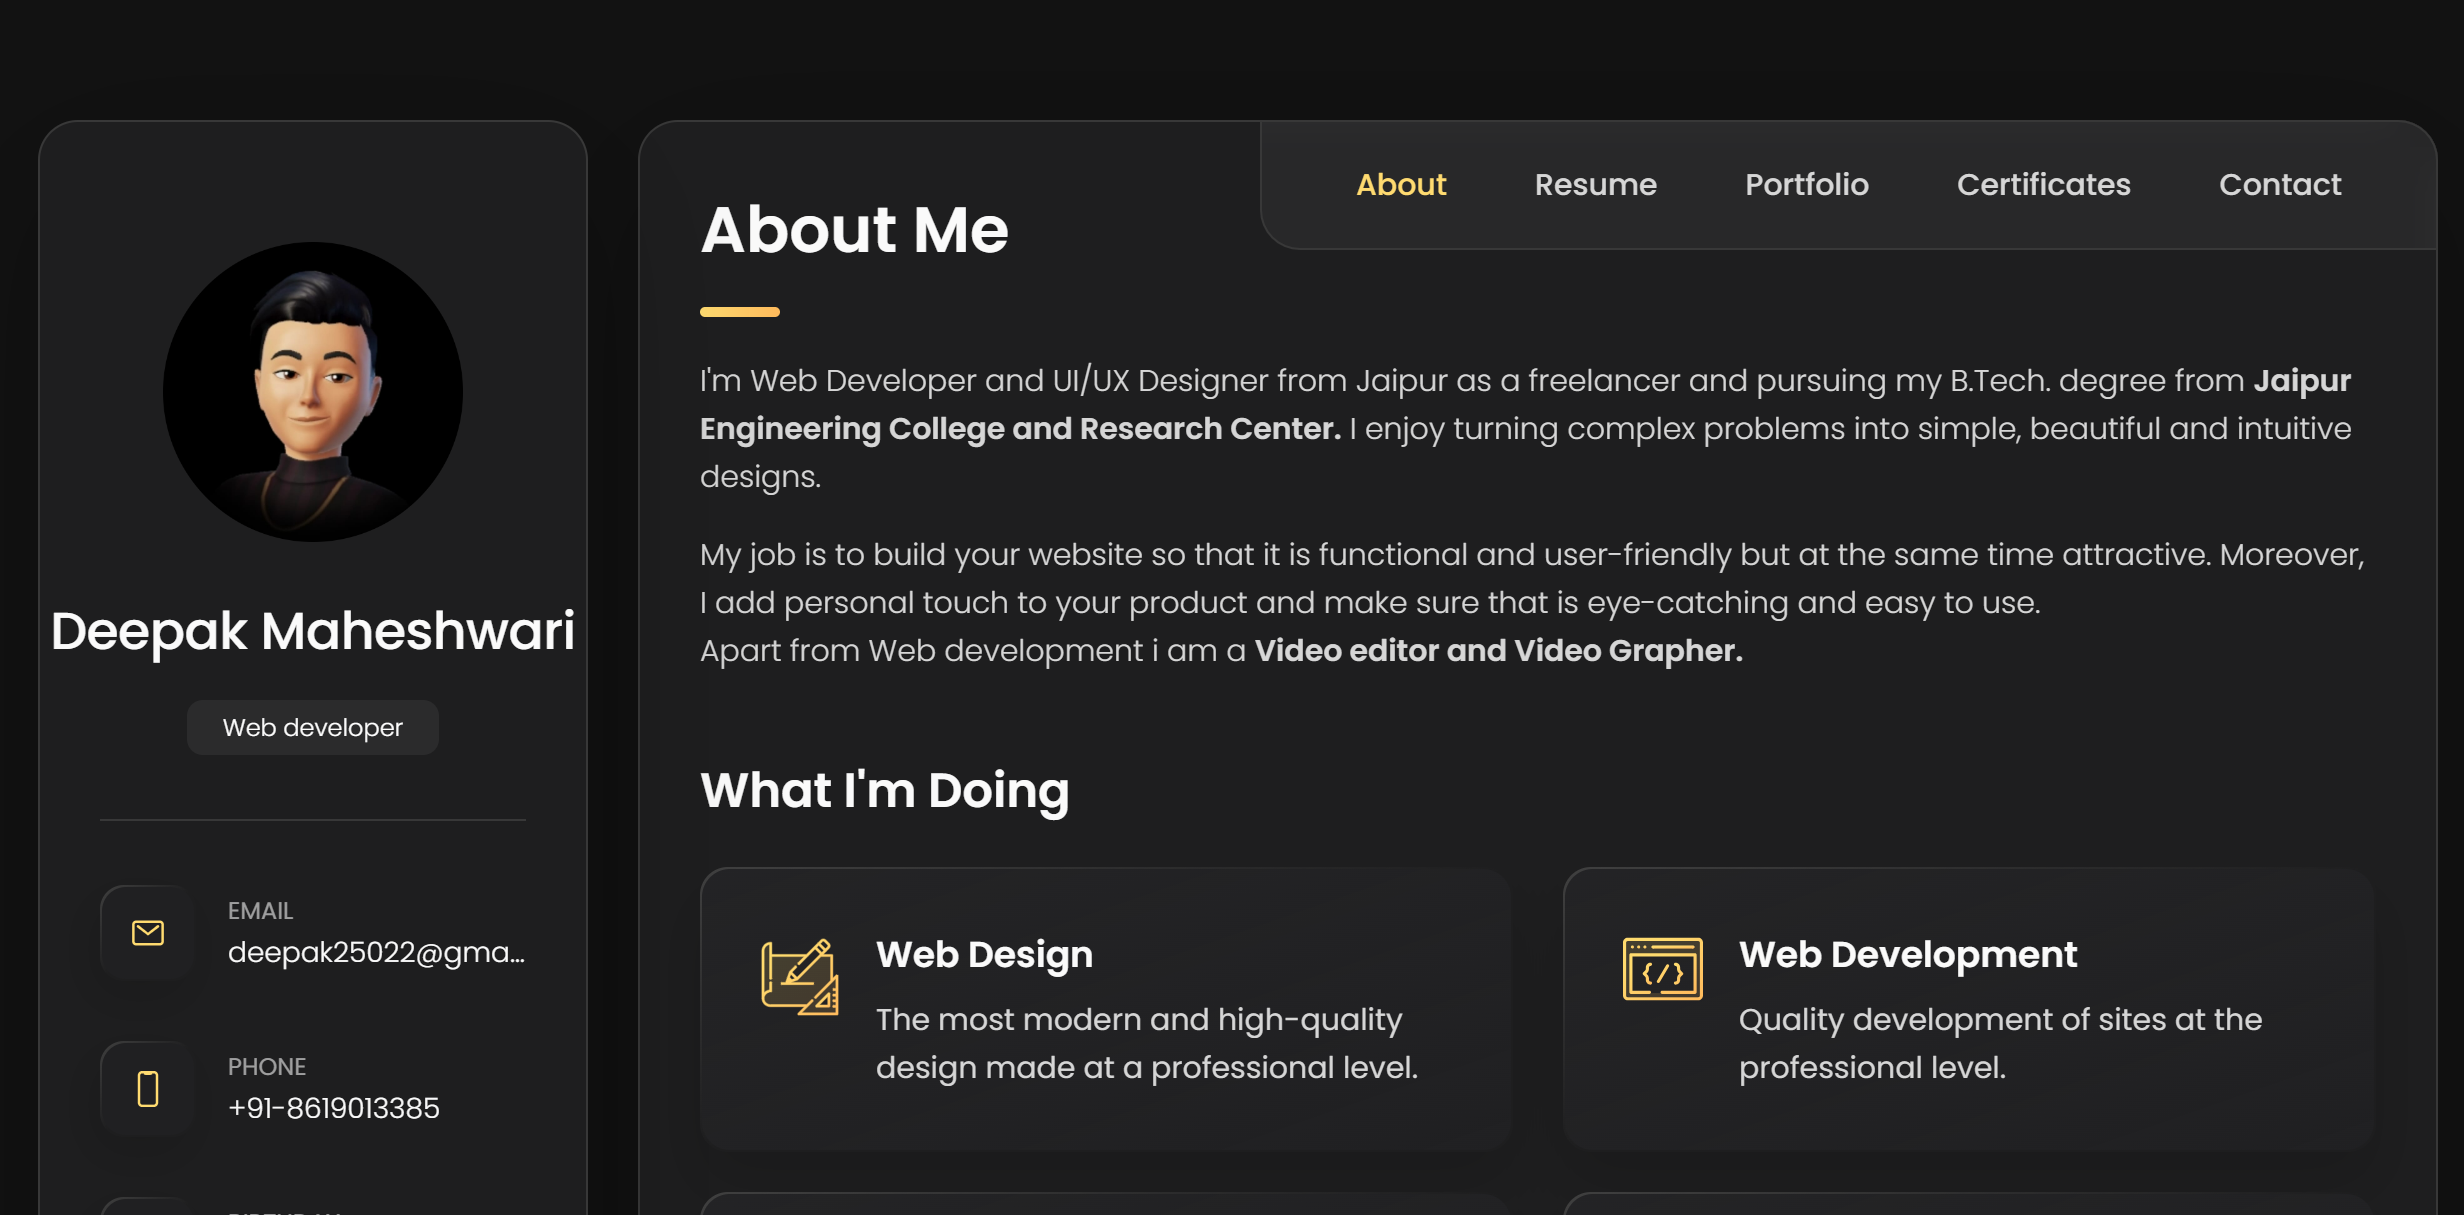 Deepak Maheshwari
Web developer
EMAIL
deepak25022@gma...
PHONE
+91-8619013385
About
Resume
Portfolio
Certificates
Contact
About Me
I'm Web Developer and UI/UX Designer from Jaipur as a freelancer and pursuing my B.Tech. degree from Jaipur
Engineering College and Research Center. I enjoy turning complex problems into simple, beautiful and intuitive
designs.
My job is to build your website so that it is functional and user-friendly but at the same time attractive. Moreover,
I add personal touch to your product and make sure that is eye-catching and easy to use.
Apart from Web development i am a Video editor and Video Grapher.
What I'm Doing
Web Design
The most modern and high-quality
design made at a professional level.
Web Development
Quality development of sites at the
professional level.